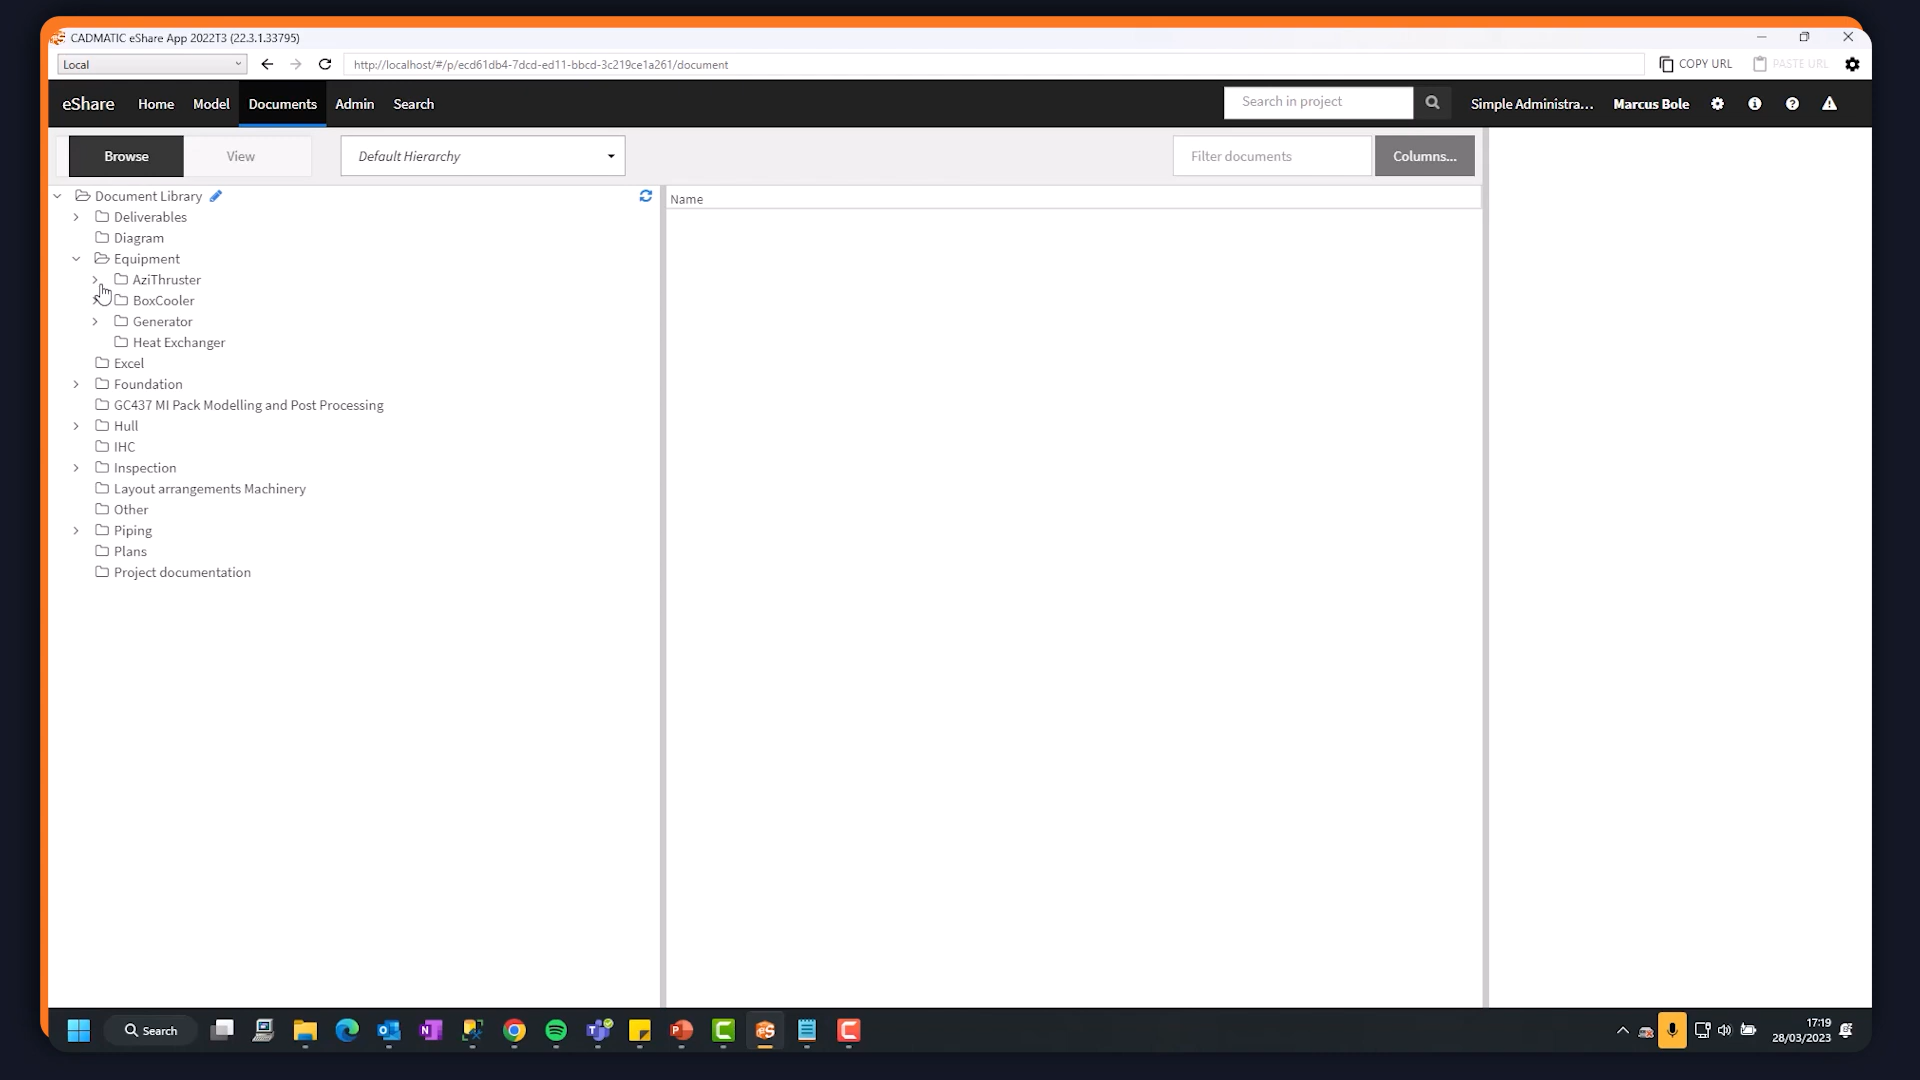 CADMATIC eShare App 2022T3 (22.3.1.33795)
Local
http://localhost/#/p/ecd61db4-7dcd-ed11-bbcd-3c219ce1a261/document
COPY URL
PASTE URL
eShare
Home
Model
Documents
Admin
Search
Search in project
Simple Administra...
Marcus Bole
Browse
View
Default Hierarchy
Filter documents
Columns...
Document Library
Name
Deliverables
Diagram
Equipment
AziThruster
BoxCooler
Generator
Heat Exchanger
Excel
Foundation
GC437 MI Pack Modelling and Post Processing
Hull
IHC
Inspection
Layout arrangements Machinery
Other
Piping
Plans
Project documentation
Search
17:19
28/03/2023